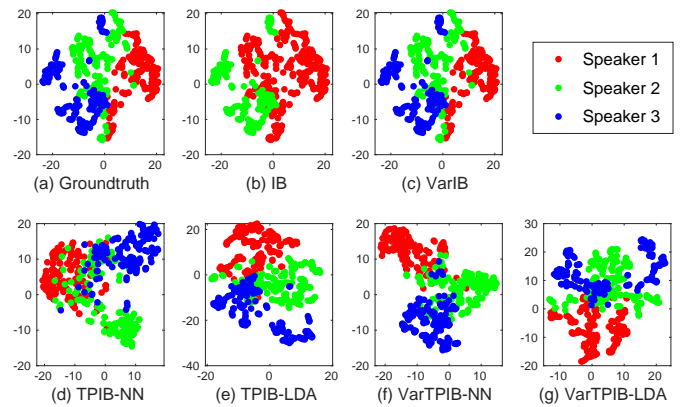 20 10 0 -10 -20
-20 0 20
(a) Groundtruth
20 10 0 -10 -20
-20 0 20
(b) IB
20 10 0 -10 -20
-20 0 20
(c) VarIB
Speaker 1
Speaker 2
Speaker 3
20 10 0 -10 -20
-20 -10 0 10
(d) TPIB-NN
20 0 -20 -40
-20 0 20
(e) TPIB-LDA
20 10 0 -10 -20
-20 -10 0 10
(f) VarTPIB-NN
30 20 10 0 -10 -20
-10 0 10 20
(g) VarTPIB-LDA